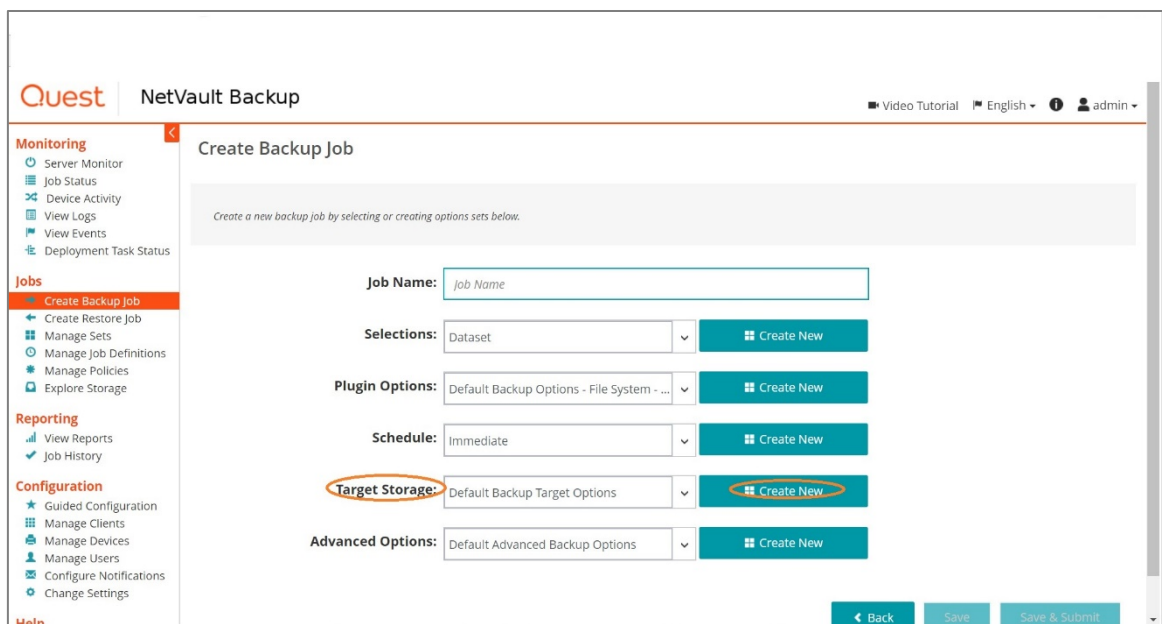 Quest NetVault Backup
Video Tutorial English admin
Monitoring
Server Monitor
Job Status
Device Activity
View Logs
View Events
Deployment Task Status
Jobs
Create Backup Job
Create Restore Job
Manage Sets
Manage Job Definitions
Manage Policies
Explore Storage
Reporting
View Reports
Job History
Configuration
Guided Configuration
Manage Clients
Manage Devices
Manage Users
Configure Notifications
Change Settings
Help
Create Backup Job
Create a new backup job by selecting or creating options sets below.
Job Name: Job Name
Selections: Dataset Create New
Plugin Options: Default Backup Options - File System - ... Create New
Schedule: Immediate Create New
Target Storage: Default Backup Target Options Create New
Advanced Options: Default Advanced Backup Options Create New
Back Save Save & Submit